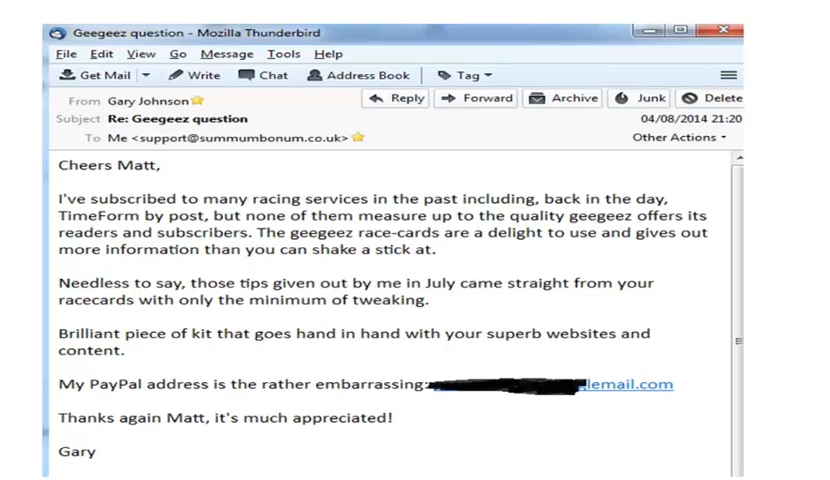 Geegeez question - Mozilla Thunderbird
File Edit View Go Message Tools Help
Get Mail Write Chat Address Book Tag
From Gary Johnson Reply Forward Archive Junk Delete
Subject Re: Geegeez question 04/08/2014 21:20
To Me <support@summumbonum.co.uk> Other Actions
Cheers Matt,
I've subscribed to many racing services in the past including, back in the day,
TimeForm by post, but none of them measure up to the quality geegeez offers its
readers and subscribers. The geegeez race-cards are a delight to use and gives out
more information than you can shake a stick at.
Needless to say, those tips given out by me in July came straight from your
racecards with only the minimum of tweaking.
Brilliant piece of kit that goes hand in hand with your superb websites and
content.
My PayPal address is the rather embarrassing: lemail.com
Thanks again Matt, it's much appreciated!
Gary